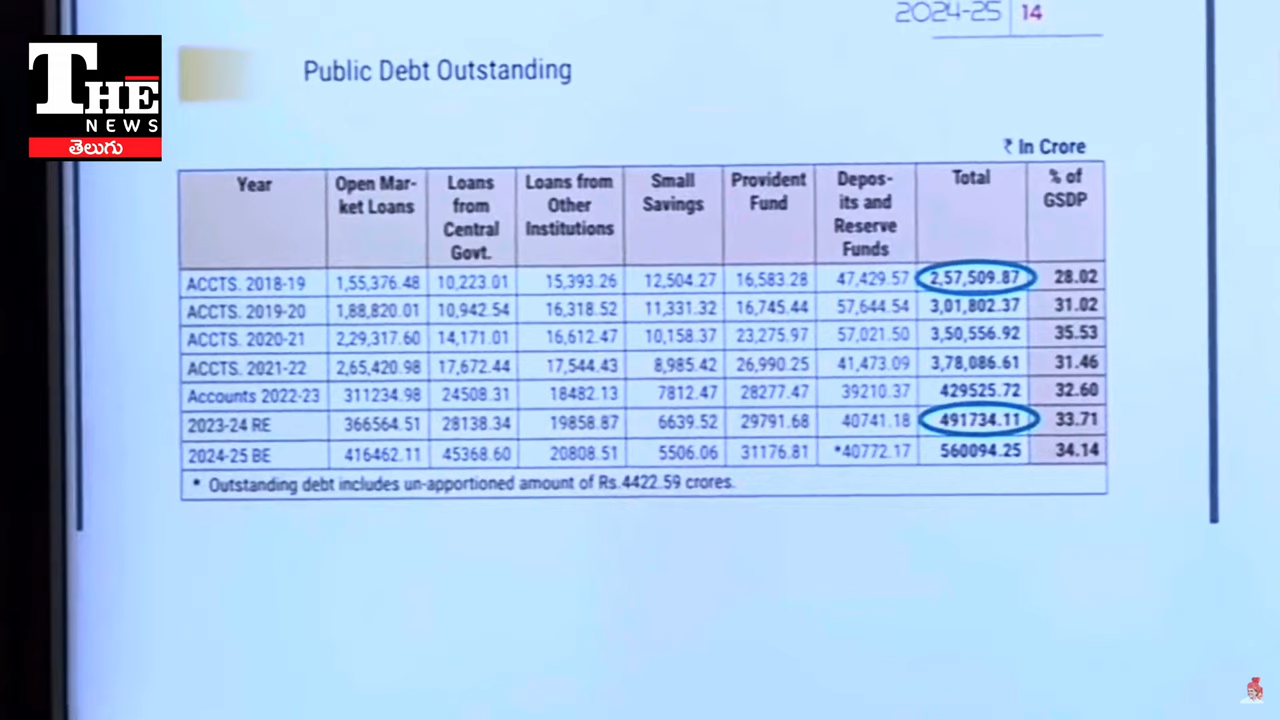 2024-25 14
THE
NEWS
తెలుగు
Public Debt Outstanding
₹ In Crore
Year Open Mar- Loans Loans from Small Provident Depos- Total % of
ket Loans from Other Savings Fund its and GSDP
Central Institutions Reserve
Govt. Funds
ACCTS. 2018-19 1,55,376.48 10,223.01 15,393.26 12,504.27 16,583.28 47,429.57 2,57,509.87 28.02
ACCTS. 2019-20 1,88,820.01 10,942.54 16,318.52 11,331.32 16,745.44 57,644.54 3,01,802.37 31.02
ACCTS. 2020-21 2,29,317.60 14,171.01 16,612.47 10,158.37 23,275.97 57,021.50 3,50,556.92 35.53
ACCTS. 2021-22 2,65,420.98 17,672.44 17,544.43 8,985.42 26,990.25 41,473.09 3,78,086.61 31.46
Accounts 2022-23 311234.98 24508.31 18482.13 7812.47 28277.47 39210.37 429525.72 32.60
2023-24 RE 366564.51 28138.34 19858.87 6639.52 29791.68 40741.18 491734.11 33.71
2024-25 BE 416462.11 45368.60 20808.51 5506.06 31176.81 *40772.17 560094.25 34.14
* Outstanding debt includes un-apportioned amount of Rs.4422.59 crores.